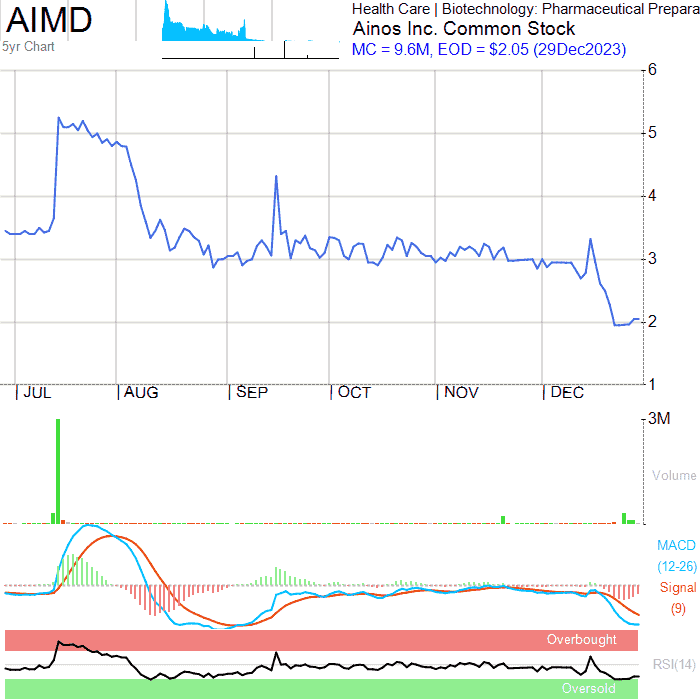 AIMD
5yr Chart
Health Care | Biotechnology: Pharmaceutical Prepara
Ainos Inc. Common Stock
MC = 9.6M, EOD = $2.05 (29Dec2023)
6
5
4
3
2
1
JUL AUG SEP OCT NOV DEC
3M
Volume
MACD
(12-26)
Signal
(9)
Overbought
RSI(14)
Oversold